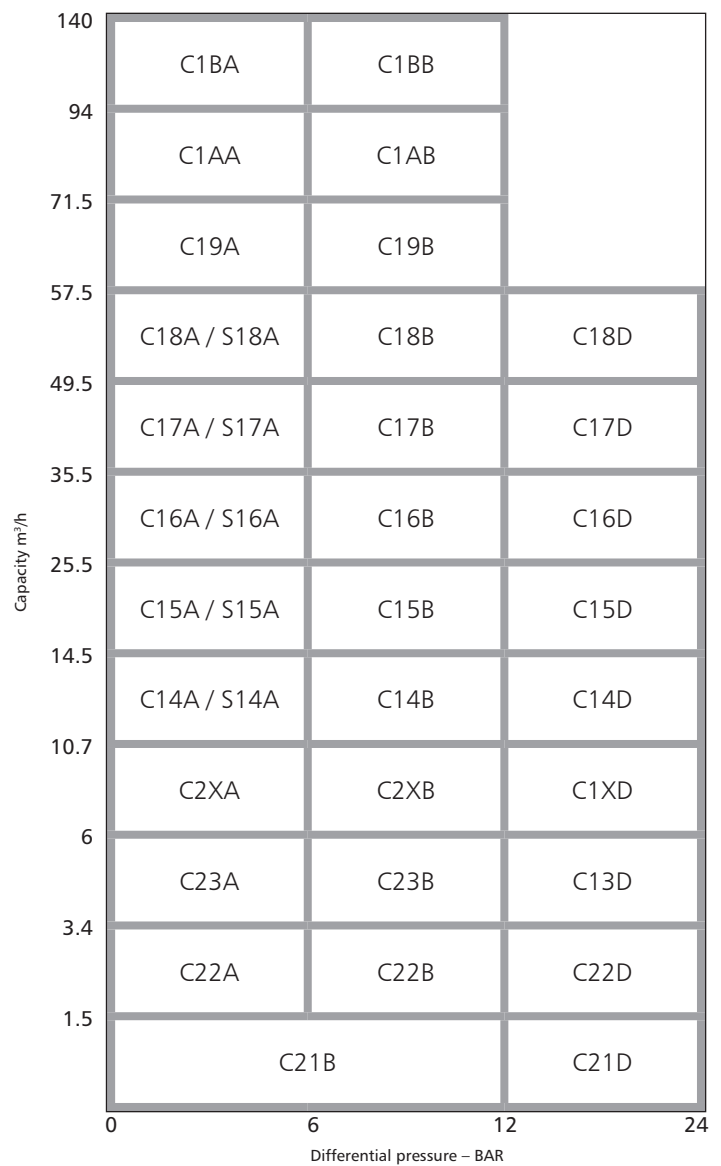 140
C1BA C1BB
94
C1AA C1AB
71.5
C19A C19B
57.5
C18A / S18A C18B C18D
49.5
C17A / S17A C17B C17D
35.5
C16A / S16A C16B C16D
25.5
C15A / S15A C15B C15D
14.5
C14A / S14A C14B C14D
10.7
C2XA C2XB C1XD
6
C23A C23B C13D
3.4
C22A C22B C22D
1.5
C21B C21D
0 6 12 24
Differential pressure – BAR
Capacity m³/h